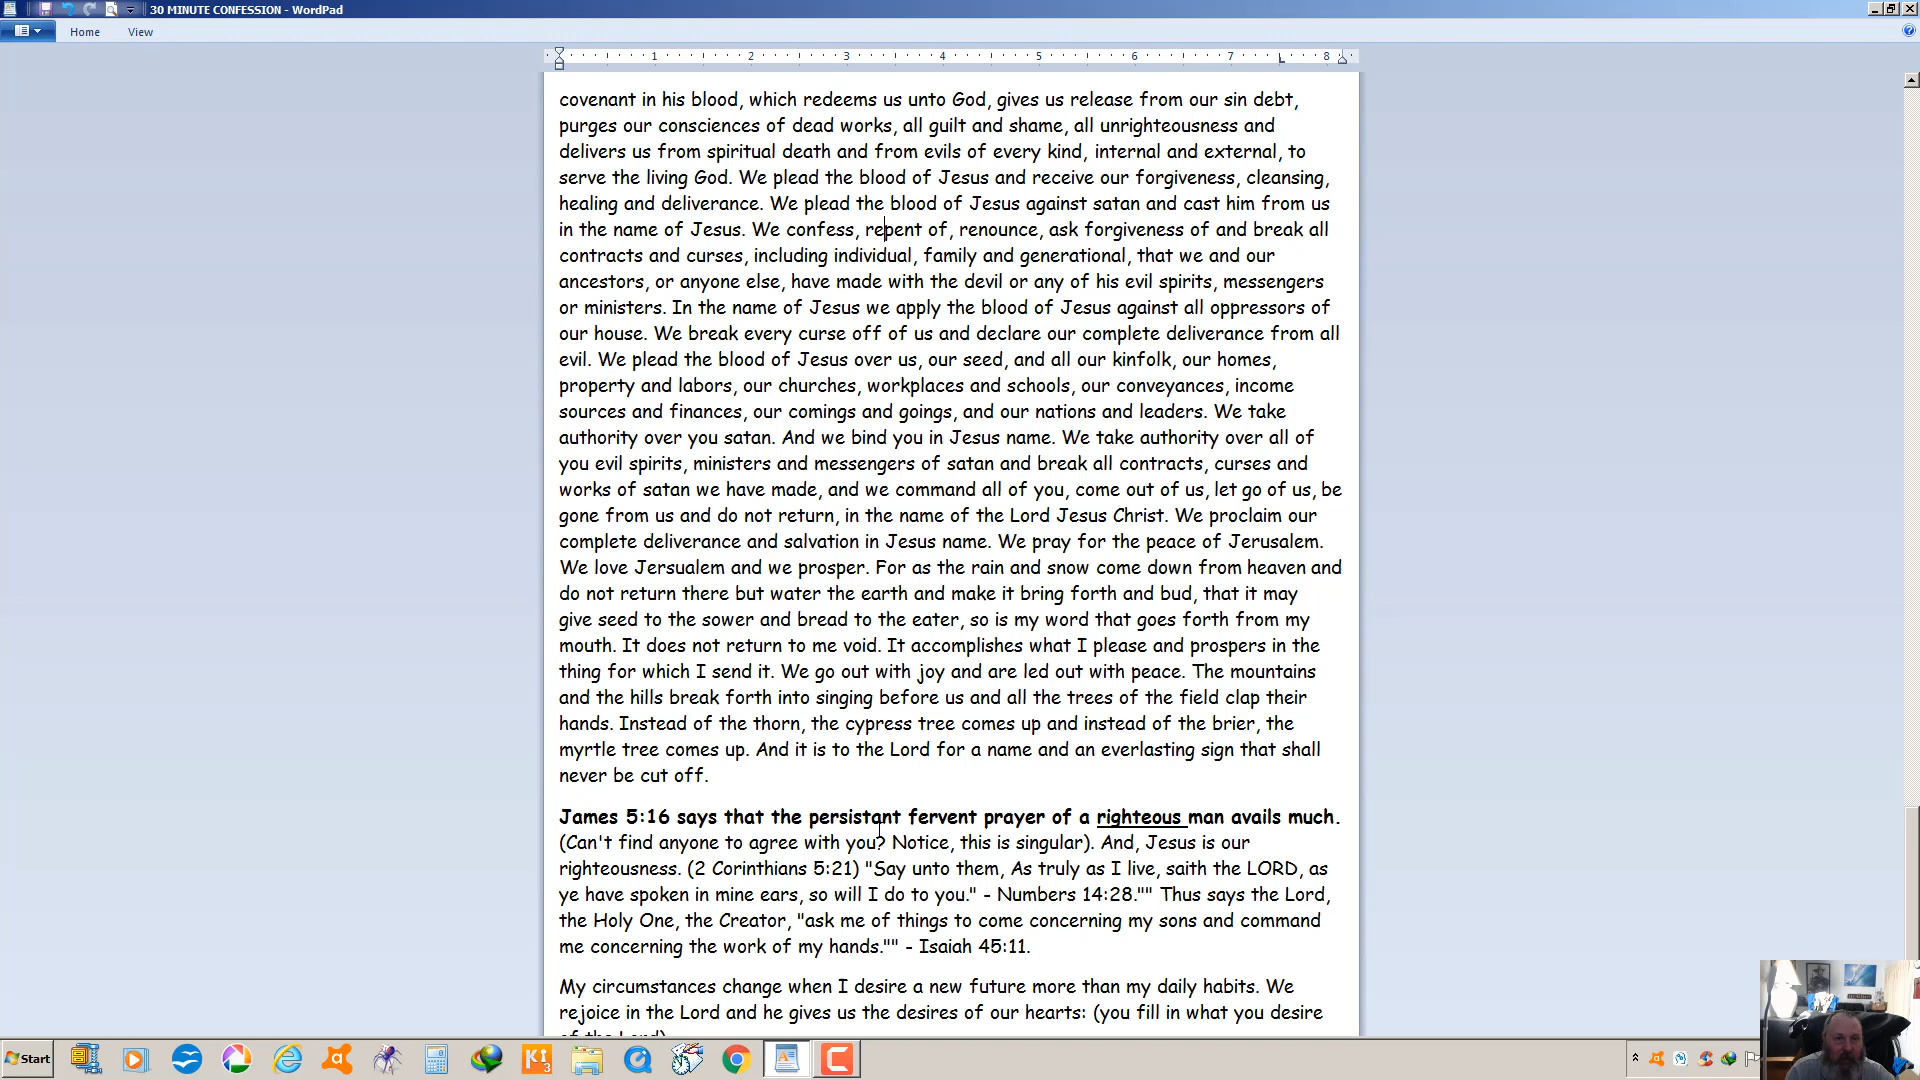 30 MINUTE CONFESSION - WordPad
Home View
1 2 3 4 5 6 7 8
covenant in his blood, which redeems us unto God, gives us release from our sin debt,
purges our consciences of dead works, all guilt and shame, all unrighteousness and
delivers us from spiritual death and from evils of every kind, internal and external, to
serve the living God. We plead the blood of Jesus and receive our forgiveness, cleansing,
healing and deliverance. We plead the blood of Jesus against satan and cast him from us
in the name of Jesus. We confess, repent of, renounce, ask forgiveness of and break all
contracts and curses, including individual, family and generational, that we and our
ancestors, or anyone else, have made with the devil or any of his evil spirits, messengers
or ministers. In the name of Jesus we apply the blood of Jesus against all oppressors of
our house. We break every curse off of us and declare our complete deliverance from all
evil. We plead the blood of Jesus over us, our seed, and all our kinfolk, our homes,
property and labors, our churches, workplaces and schools, our conveyances, income
sources and finances, our comings and goings, and our nations and leaders. We take
authority over you satan. And we bind you in Jesus name. We take authority over all of
you evil spirits, ministers and messengers of satan and break all contracts, curses and
works of satan we have made, and we command all of you, come out of us, let go of us, be
gone from us and do not return, in the name of the Lord Jesus Christ. We proclaim our
complete deliverance and salvation in Jesus name. We pray for the peace of Jerusalem.
We love Jersualem and we prosper. For as the rain and snow come down from heaven and
do not return there but water the earth and make it bring forth and bud, that it may
give seed to the sower and bread to the eater, so is my word that goes forth from my
mouth. It does not return to me void. It accomplishes what I please and prospers in the
thing for which I send it. We go out with joy and are led out with peace. The mountains
and the hills break forth into singing before us and all the trees of the field clap their
hands. Instead of the thorn, the cypress tree comes up and instead of the brier, the
myrtle tree comes up. And it is to the Lord for a name and an everlasting sign that shall
never be cut off.
James 5:16 says that the persistant fervent prayer of a righteous man avails much.
(Can't find anyone to agree with you? Notice, this is singular). And, Jesus is our
righteousness. (2 Corinthians 5:21) "Say unto them, As truly as I live, saith the LORD, as
ye have spoken in mine ears, so will I do to you." - Numbers 14:28."" Thus says the Lord,
the Holy One, the Creator, "ask me of things to come concerning my sons and command
me concerning the work of my hands."" - Isaiah 45:11.
My circumstances change when I desire a new future more than my daily habits. We
rejoice in the Lord and he gives us the desires of our hearts: (you fill in what you desire
of the Lord)
Start